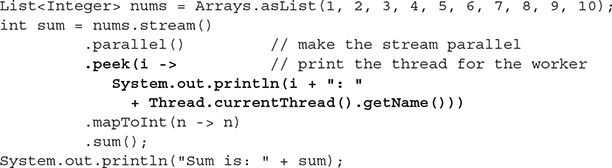 List<Integer> nums = Arrays.asList(1, 2, 3, 4, 5, 6, 7, 8, 9, 10);
int sum = nums.stream()
        .parallel()          // make the stream parallel
        .peek(i ->           // print the thread for the worker
           System.out.println(i + ": "
             + Thread.currentThread().getName()))
        .mapToInt(n -> n)
        .sum();
System.out.println("Sum is: " + sum);